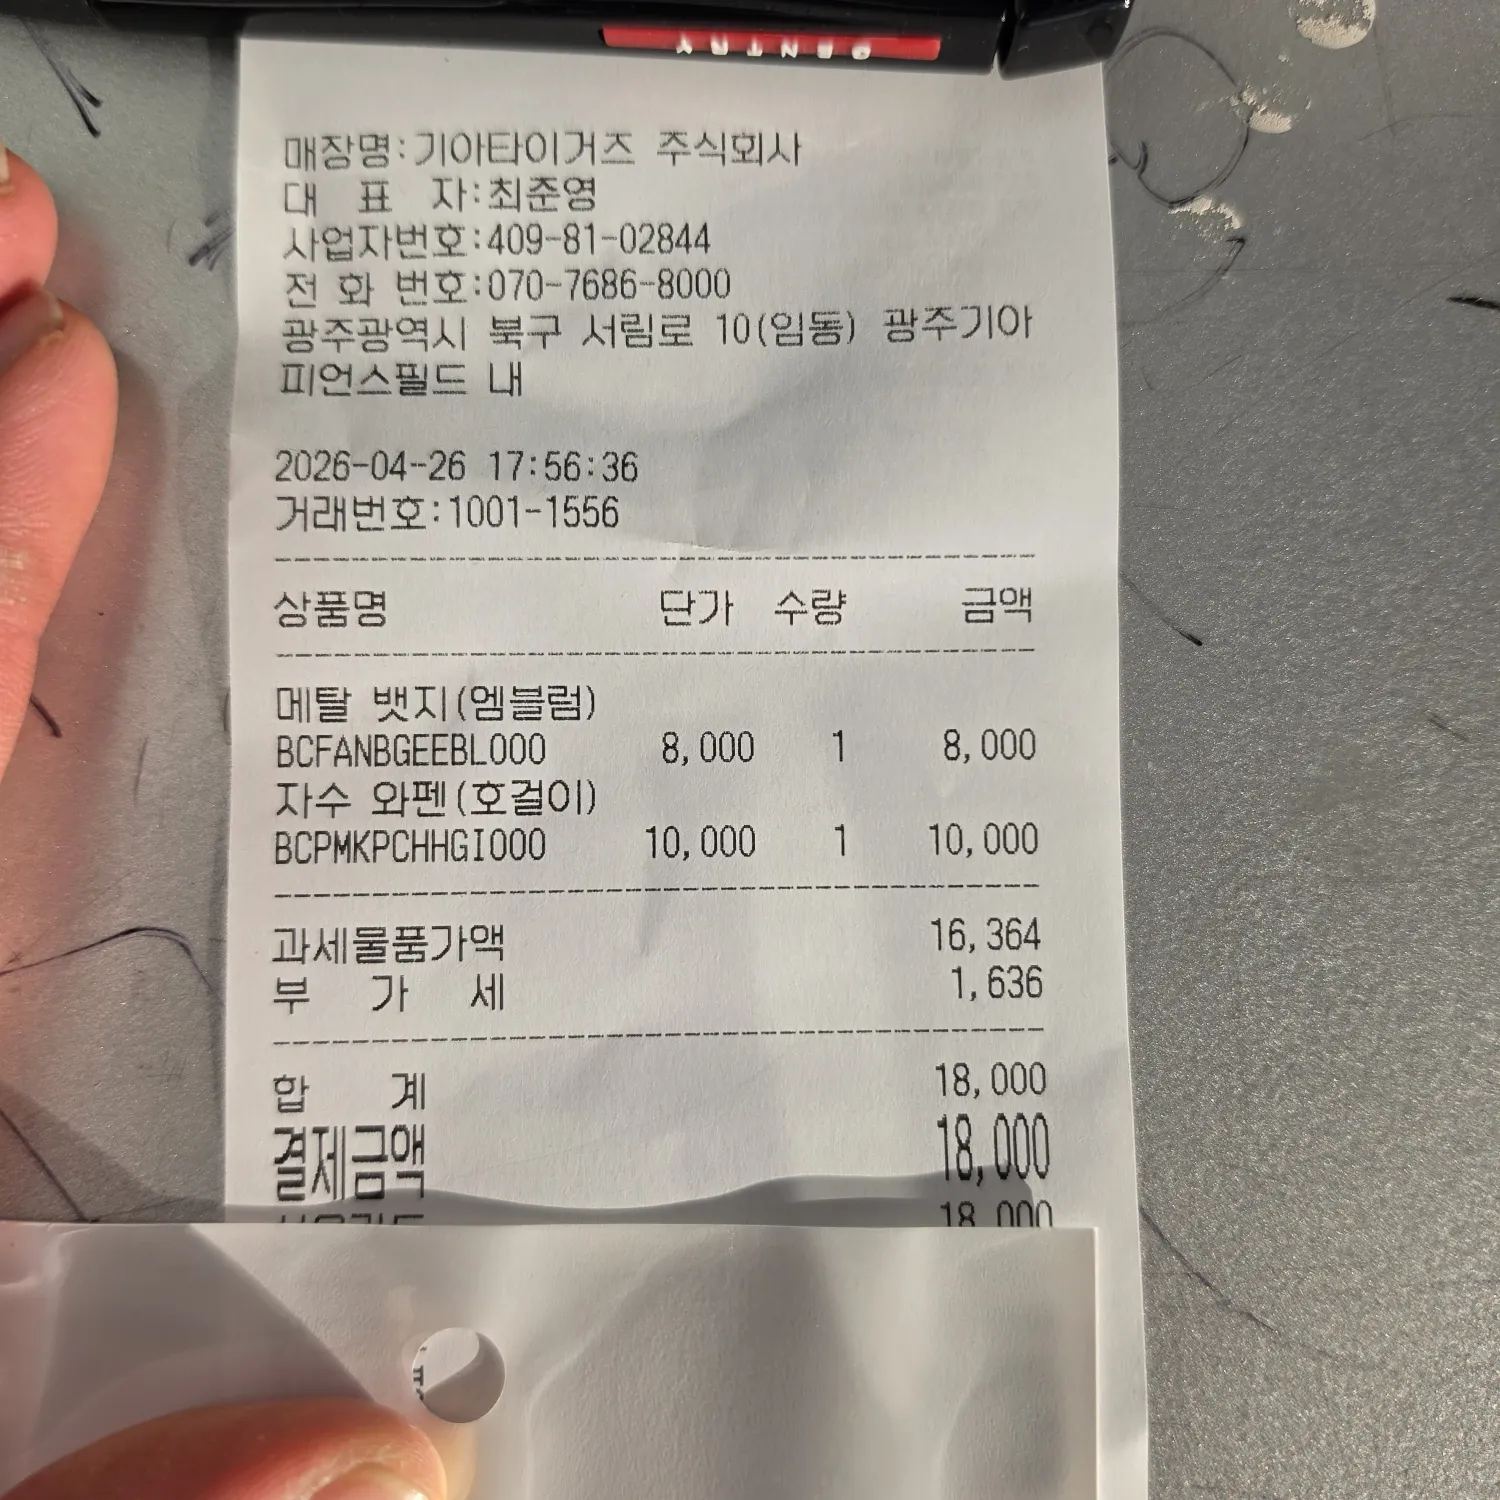 SENTRY
매장명:기아타이거즈 주식회사
대 표 자:최준영
사업자번호:409-81-02844
전 화 번호:070-7686-8000
광주광역시 북구 서림로 10(임동) 광주기아
피언스필드 내
2026-04-26 17:56:36
거래번호:1001-1556
상품명 단가 수량 금액
메탈 뱃지(엠블럼)
BCFANBGEEBL000 8,000 1 8,000
자수 와펜(호걸이)
BCPMKPCHHGI000 10,000 1 10,000
과세물품가액 16,364
부 가 세 1,636
합 계 18,000
결제금액 18,000
18,000